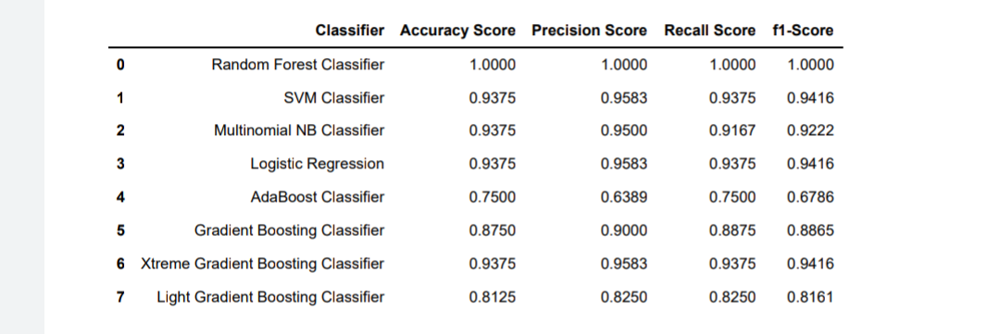 Classifier Accuracy Score Precision Score Recall Score f1-Score
0 Random Forest Classifier 1.0000 1.0000 1.0000 1.0000
1 SVM Classifier 0.9375 0.9583 0.9375 0.9416
2 Multinomial NB Classifier 0.9375 0.9500 0.9167 0.9222
3 Logistic Regression 0.9375 0.9583 0.9375 0.9416
4 AdaBoost Classifier 0.7500 0.6389 0.7500 0.6786
5 Gradient Boosting Classifier 0.8750 0.9000 0.8875 0.8865
6 Xtreme Gradient Boosting Classifier 0.9375 0.9583 0.9375 0.9416
7 Light Gradient Boosting Classifier 0.8125 0.8250 0.8250 0.8161